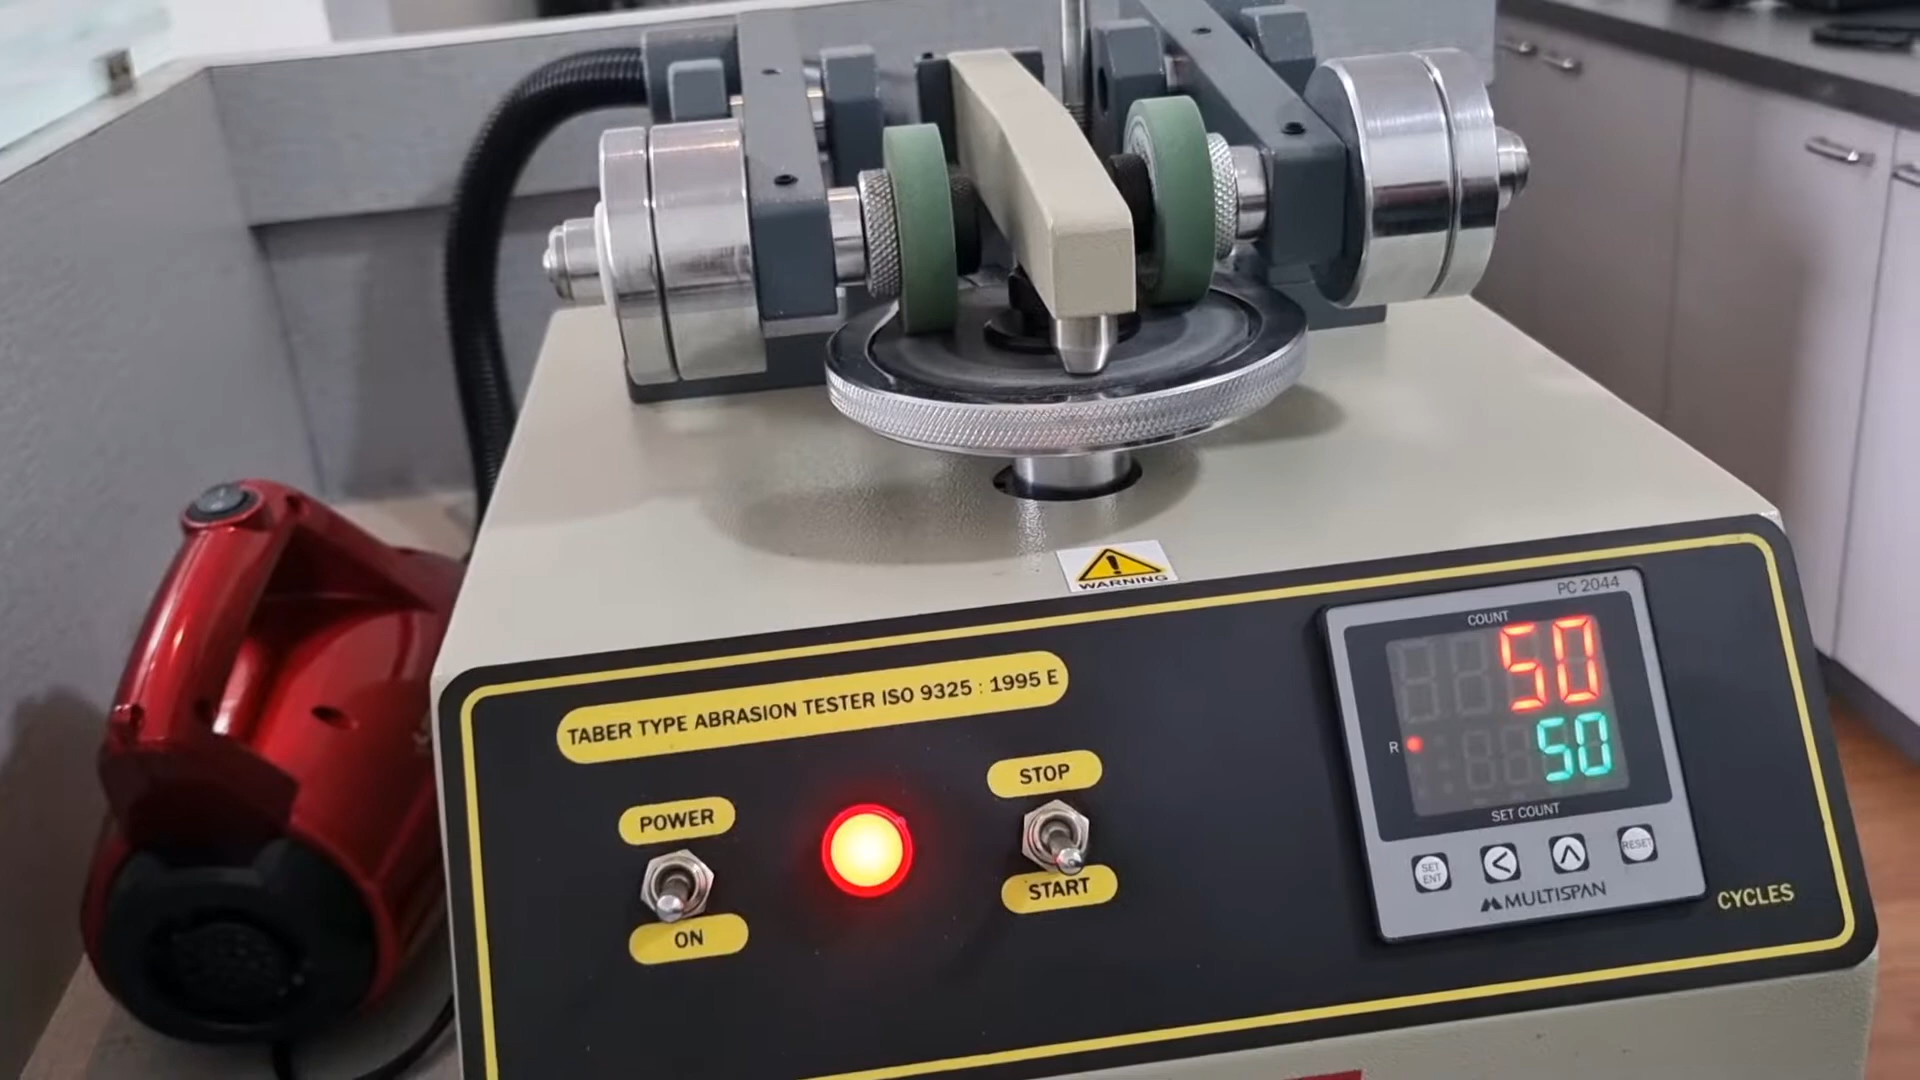 WARNING
PC 2044
COUNT
50
TABER TYPE ABRASION TESTER ISO 9325 : 1995 E
R
50
SET COUNT
STOP
POWER
START
ON
SET
ENT
RESET
MULTISPAN
CYCLES